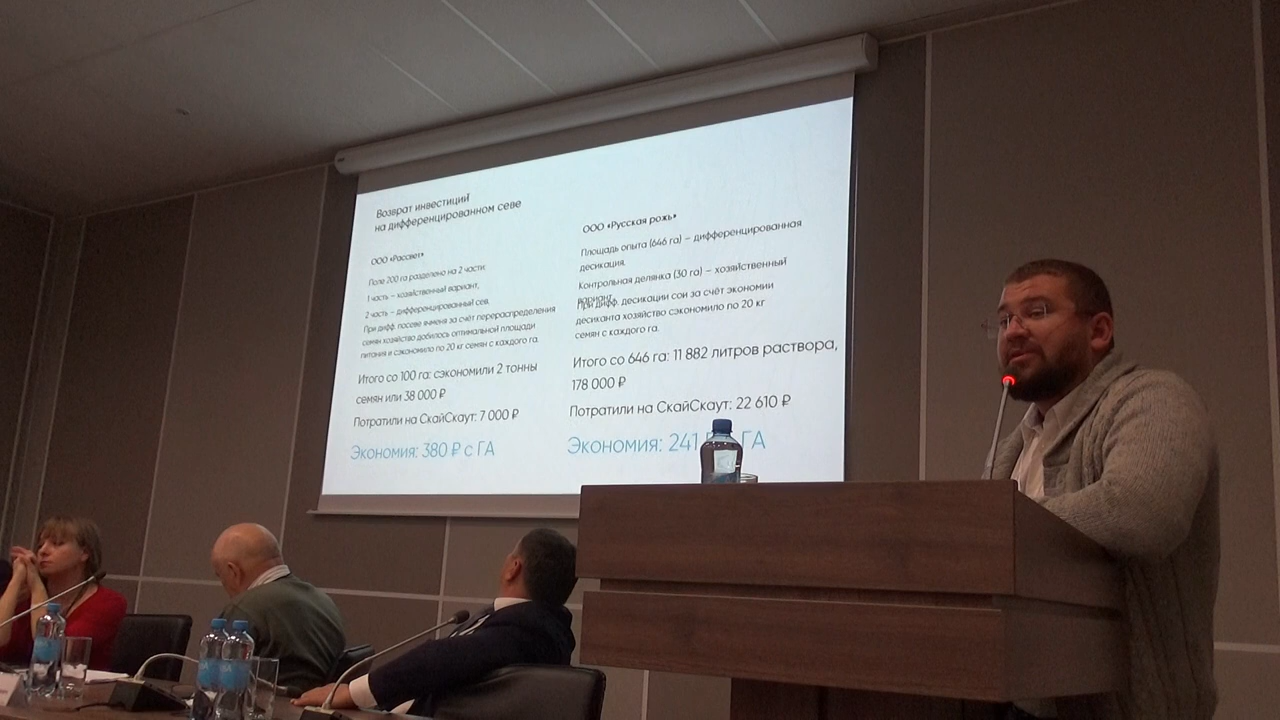 Возврат инвестиций
на дифференцированном севе
ООО «Рассвет»
Поле 200 га разделено на 2 части:
1 часть – хозяйственный вариант,
2 часть – дифференцированный сев.
При дифф. посеве ячменя за счёт перераспределения
семян хозяйство добилось оптимальной площади
питания и сэкономило по 20 кг семян с каждого га.
Итого со 100 га: сэкономили 2 тонны
семян или 38 000 ₽
Потратили на СкайСкаут: 7 000 ₽
Экономия: 380 ₽ с ГА
ООО «Русская рожь»
Площадь опыта (646 га) – дифференцированная
десикация,
Контрольная делянка (30 га) – хозяйственный
вариант.
При дифф. десикации сои за счёт экономии
десиканта хозяйство сэкономило по 20 кг
семян с каждого га.
Итого со 646 га: 11 882 литров раствора,
178 000 ₽
Потратили на СкайСкаут: 22 610 ₽
Экономия: 241 ГА